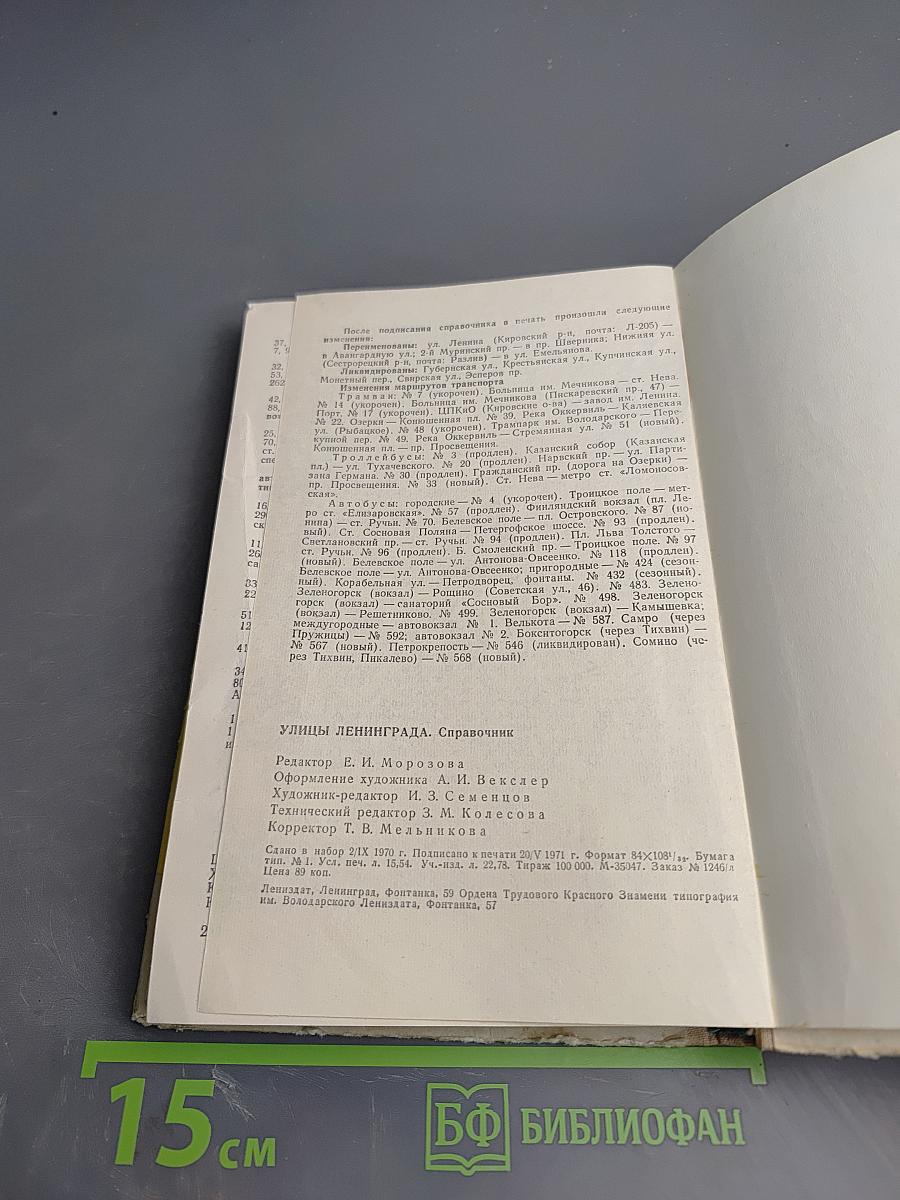 После подписания справочника в печать произошли следующие
изменения:
Переименованы: ул. Ленина (Кировский р-н, почта: Л-205) —
в Авангардную ул.; 2-й Муринский пр. — в пр. Шверника; Нижняя ул.
(Сестрорецкий р-н, почта: Разлив) — в ул. Емельянова.
Ликвидированы: Губернская ул., Крестьянская ул., Купчинская ул.,
Монетный пер., Свирская ул., Эсперов пр.
Изменения маршрутов транспорта
Трамваи: № 7 (укорочен). Больница им. Мечникова — ст. Нева.
№ 14 (укорочен). Больница им. Мечникова (Пискаревский пр., 47) —
Порт. № 17 (укорочен). ЦПКиО (Кировские о-ва) — завод им. Ленина.
№ 22. Озерки — Конюшенная пл. № 39. Река Оккервиль — Калиевская
ул. (Рыбацкое). № 48 (укорочен). Трампарк им. Володарского — Пере-
купной пер. № 49. Река Оккервиль — Стремянная ул. № 51 (новый).
Конюшенная пл. — пр. Просвещения.
Троллейбусы: № 3 (продлен). Казанский собор (Казанская
пл.) — ул. Тухачевского. № 20 (продлен). Нарвский пр. — ул. Парти-
зана Германа. № 30 (продлен). Гражданский пр. (дорога на Озерки) —
пр. Просвещения. № 33 (новый). Ст. Нева — метро ст. «Ломоносов-
ская».
Автобусы: городские — № 4 (укорочен). Троицкое поле — мет-
ро ст. «Елизаровская». № 57 (продлен). Финляндский вокзал (пл. Ле-
нина) — ст. Ручьи. № 70. Белевское поле — пл. Островского. № 87 (но-
вый). Ст. Сосновая Поляна — Петергофское шоссе. № 93 (продлен).
Светлановский пр. — ст. Ручьи. № 94 (продлен). Пл. Льва Толстого —
ст. Ручьи. № 96 (продлен). Б. Смоленский пр. — Троицкое поле. № 97
(новый). Белевское поле — ул. Антонова-Овсеенко. № 118 (продлен).
Белевское поле — ул. Антонова-Овсеенко; пригородные — № 424 (сезон-
ный). Корабельная ул. — Петродворец, фонтаны. № 432 (сезонный).
Зеленогорск (вокзал) — Рощино (Советская ул., 46). № 483. Зелено-
горск (вокзал) — санаторий «Сосновый Бор». № 498. Зеленогорск
(вокзал) — Решетниково. № 499. Зеленогорск (вокзал) — Камышевка;
междугородные — автовокзал № 1. Велькота — № 587. Самро (через
Пружицы) — № 592; автовокзал № 2. Бокситогорск (через Тихвин) —
№ 567 (новый). Петрокрепость — № 546 (ликвидирован). Сомино (че-
рез Тихвин, Пикалево) — № 568 (новый).
УЛИЦЫ ЛЕНИНГРАДА. Справочник
Редактор Е. И. Морозова
Оформление художника А. И. Векслер
Художник-редактор И. З. Семенцов
Технический редактор З. М. Колесова
Корректор Т. В. Мельникова
Сдано в набор 2/IX 1970 г. Подписано к печати 20/V 1971 г. Формат 84×108¹/₃₂. Бумага
тип. № 1. Усл. печ. л. 15,54. Уч.-изд. л. 22,78. Тираж 100 000. М-35047. Заказ № 1246/л
Цена 89 коп.
Лениздат, Ленинград, Фонтанка, 59 Ордена Трудового Красного Знамени типография
им. Володарского Лениздата, Фонтанка, 57
15 см
БФ БИБЛИОФАН